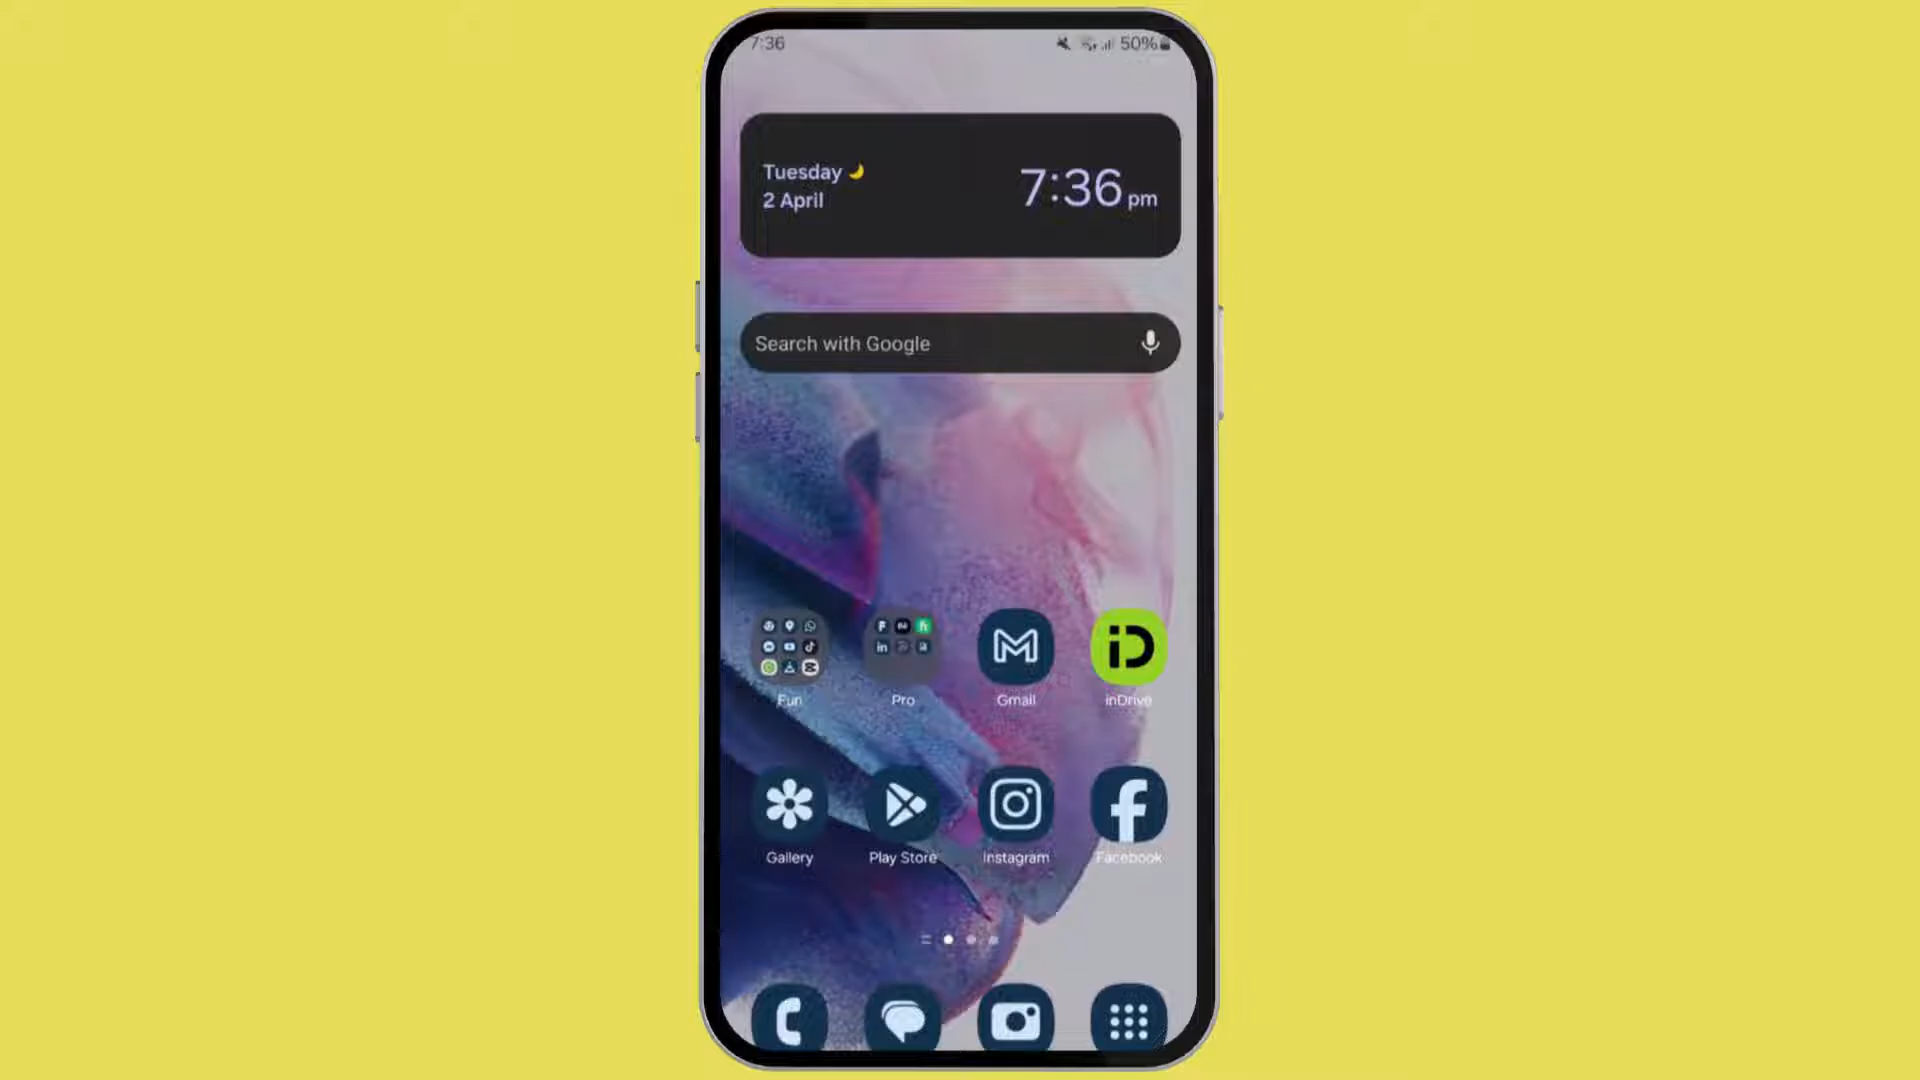 7:36 50%
Tuesday
2 April
7:36 pm
Search with Google
Fun Pro Gmail inDrive
Gallery Play Store Instagram Facebook